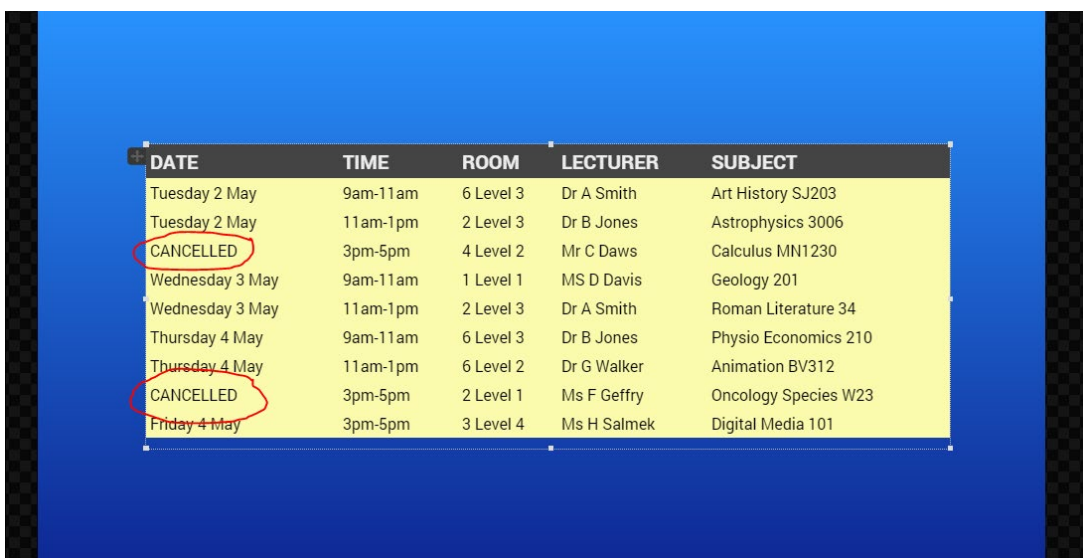 DATE TIME ROOM LECTURER SUBJECT
Tuesday 2 May 9am-11am 6 Level 3 Dr A Smith Art History SJ203
Tuesday 2 May 11am-1pm 2 Level 3 Dr B Jones Astrophysics 3006
CANCELLED 3pm-5pm 4 Level 2 Mr C Daws Calculus MN1230
Wednesday 3 May 9am-11am 1 Level 1 MS D Davis Geology 201
Wednesday 3 May 11am-1pm 2 Level 3 Dr A Smith Roman Literature 34
Thursday 4 May 9am-11am 6 Level 3 Dr B Jones Physio Economics 210
Thursday 4 May 11am-1pm 6 Level 2 Dr G Walker Animation BV312
CANCELLED 3pm-5pm 2 Level 1 Ms F Geffry Oncology Species W23
Friday 4 May 3pm-5pm 3 Level 4 Ms H Salmek Digital Media 101